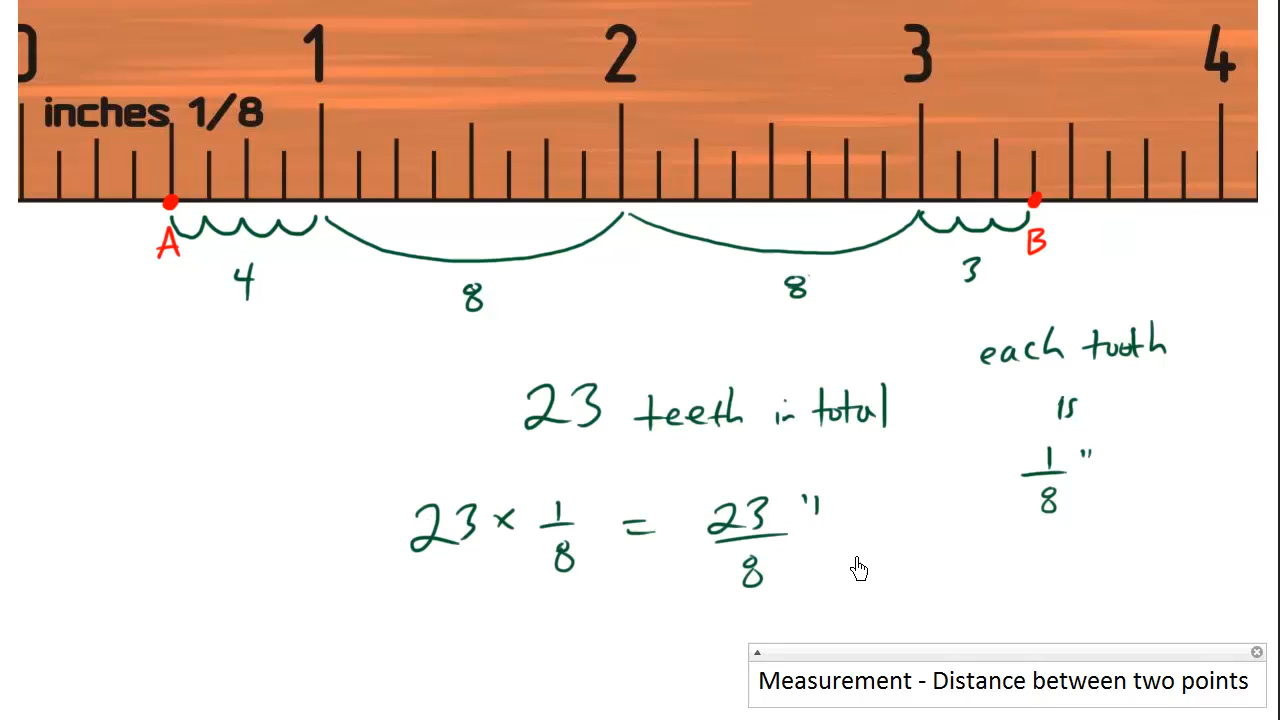 0 1 2 3 4
inches 1/8
A B
4 8 8 3
each tooth
is
1/8 "
23 teeth in total
23 × 1/8 = 23/8 "
Measurement - Distance between two points